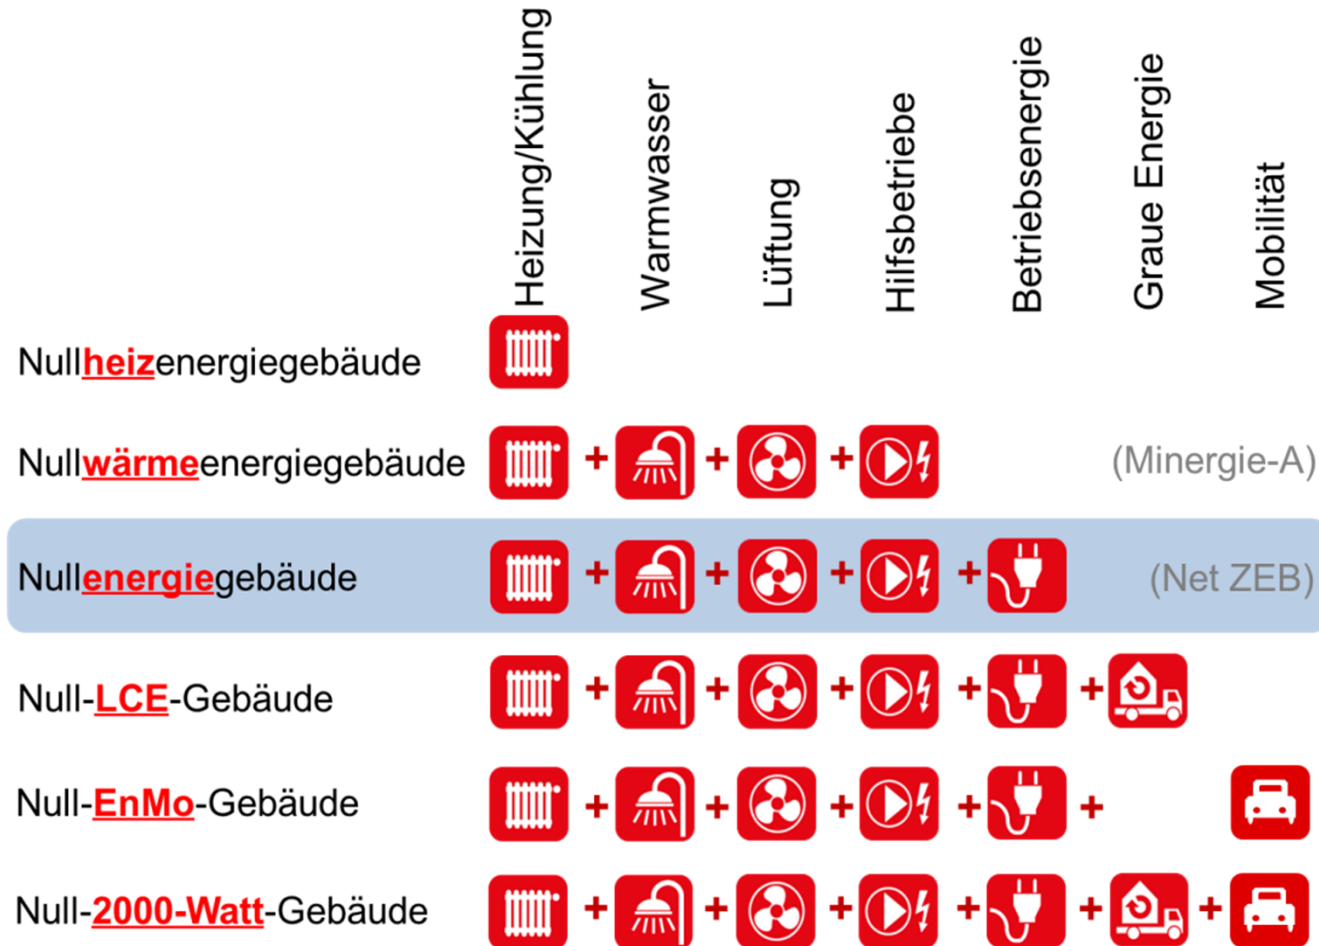 Heizung/Kühlung
Warmwasser
Lüftung
Hilfsbetriebe
Betriebsenergie
Graue Energie
Mobilität
Nullheizenergiegebäude
Nullwärmeenergiegebäude + + + (Minergie-A)
Nullenergiegebäude + + + + (Net ZEB)
Null-LCE-Gebäude + + + + +
Null-EnMo-Gebäude + + + + +
Null-2000-Watt-Gebäude + + + + + +